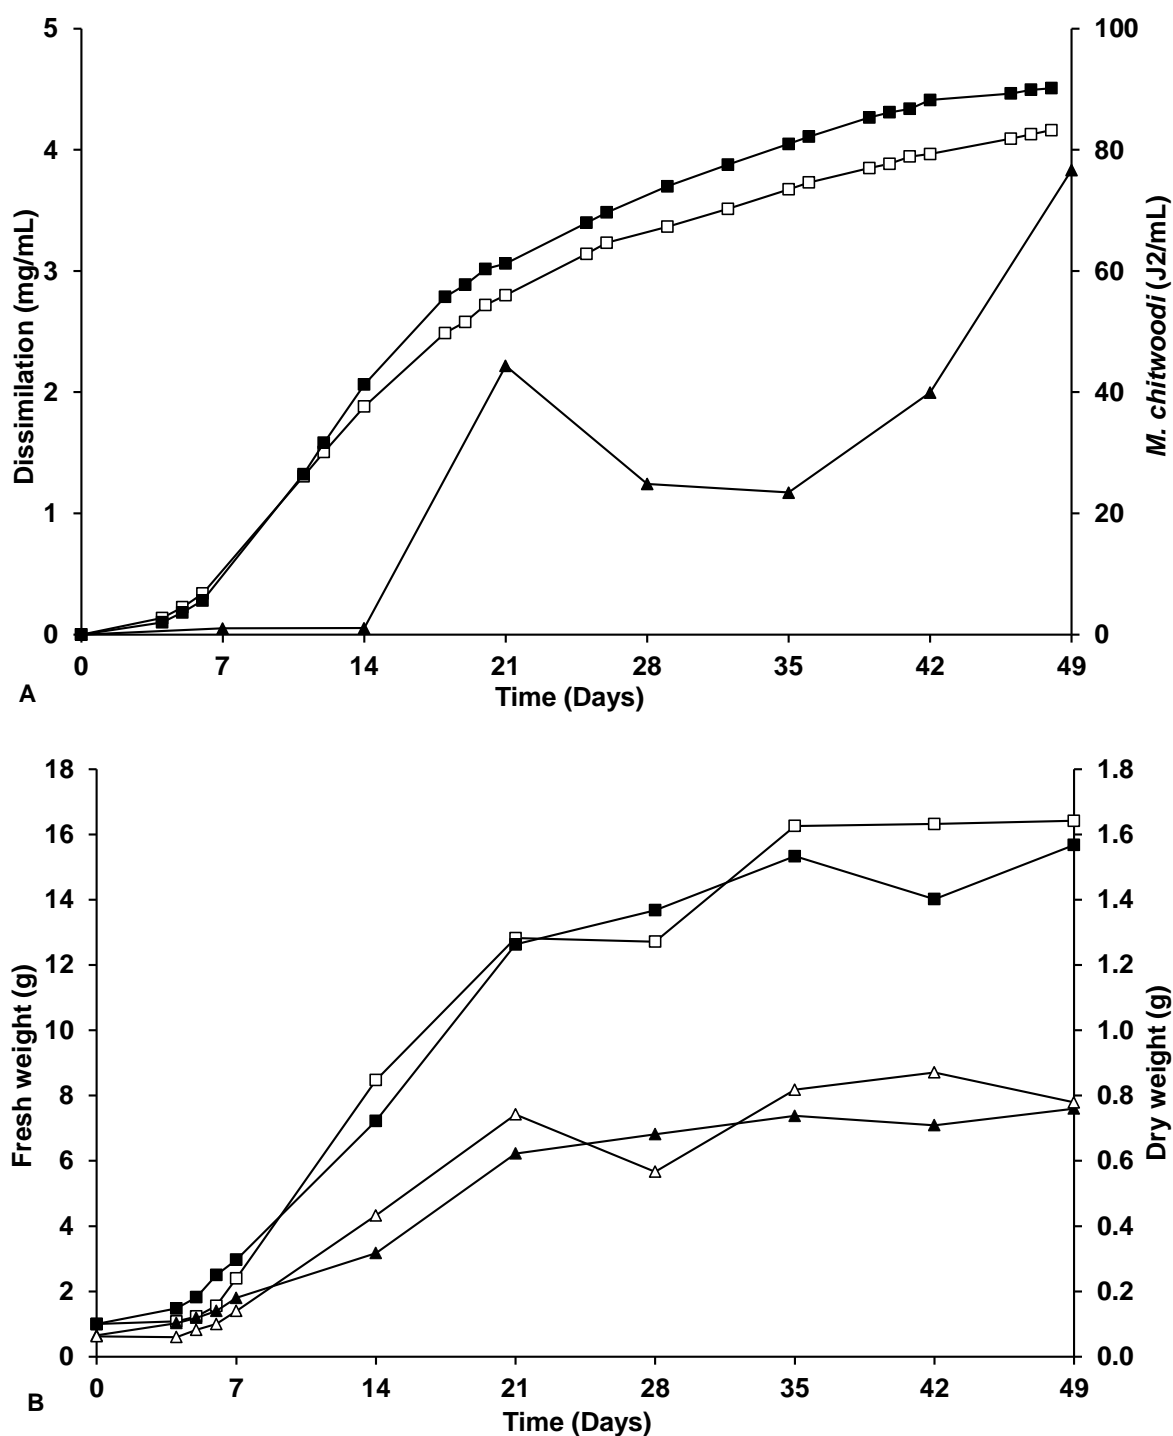 5 100
4 80
3 60
2 40
1 20
0 0
Dissimilation (mg/mL)
M. chitwoodi (J2/mL)
0 7 14 21 28 35 42 49
Time (Days)
A
18 1.8
16 1.6
14 1.4
12 1.2
10 1.0
8 0.8
6 0.6
4 0.4
2 0.2
0 0.0
Fresh weight (g)
Dry weight (g)
0 7 14 21 28 35 42 49
Time (Days)
B